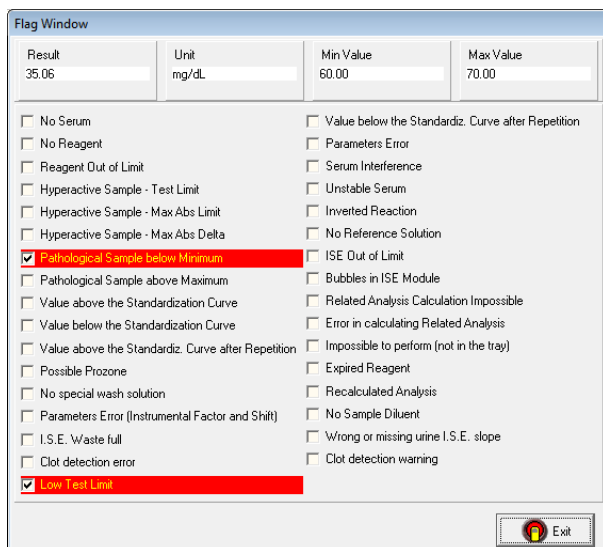 Flag Window
Result
35.06
Unit
mg/dL
Min Value
60.00
Max Value
70.00
No Serum
No Reagent
Reagent Out of Limit
Hyperactive Sample - Test Limit
Hyperactive Sample - Max Abs Limit
Hyperactive Sample - Max Abs Delta
Pathological Sample below Minimum
Pathological Sample above Maximum
Value above the Standardization Curve
Value below the Standardization Curve
Value above the Standardiz. Curve after Repetition
Possible Prozone
No special wash solution
Parameters Error (Instrumental Factor and Shift)
I.S.E. Waste full
Clot detection error
Low Test Limit
Value below the Standardiz. Curve after Repetition
Parameters Error
Serum Interference
Unstable Serum
Inverted Reaction
No Reference Solution
ISE Out of Limit
Bubbles in ISE Module
Related Analysis Calculation Impossible
Error in calculating Related Analysis
Impossible to perform (not in the tray)
Expired Reagent
Recalculated Analysis
No Sample Diluent
Wrong or missing urine I.S.E. slope
Clot detection warning
Exit